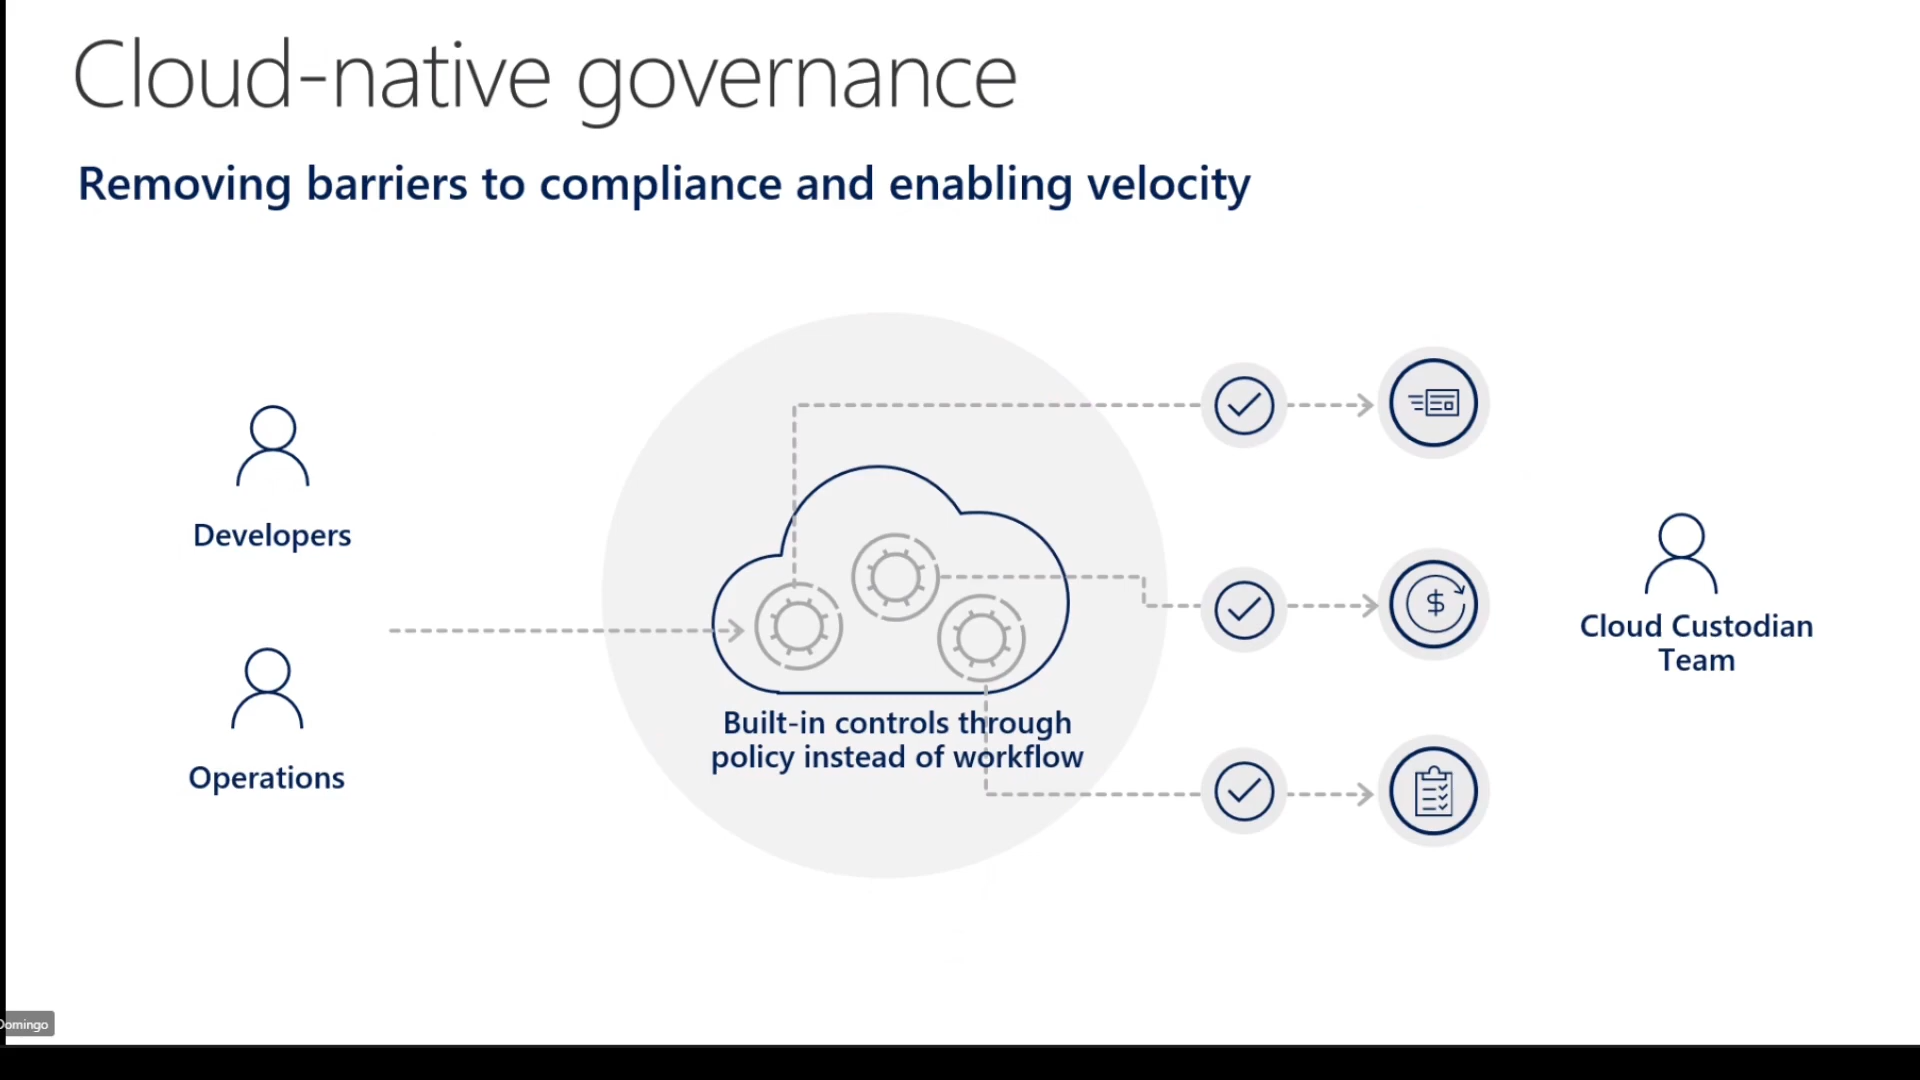 Cloud-native governance
Removing barriers to compliance and enabling velocity
Developers
Operations
Built-in controls through
policy instead of workflow
$
Cloud Custodian
Team
Domingo